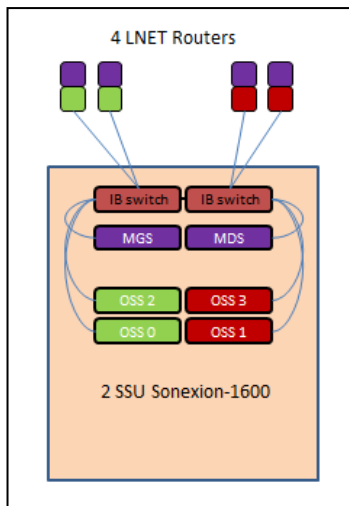 4 LNET Routers
IB switch IB switch
MGS MDS
OSS 2 OSS 3
OSS 0 OSS 1
2 SSU Sonexion-1600